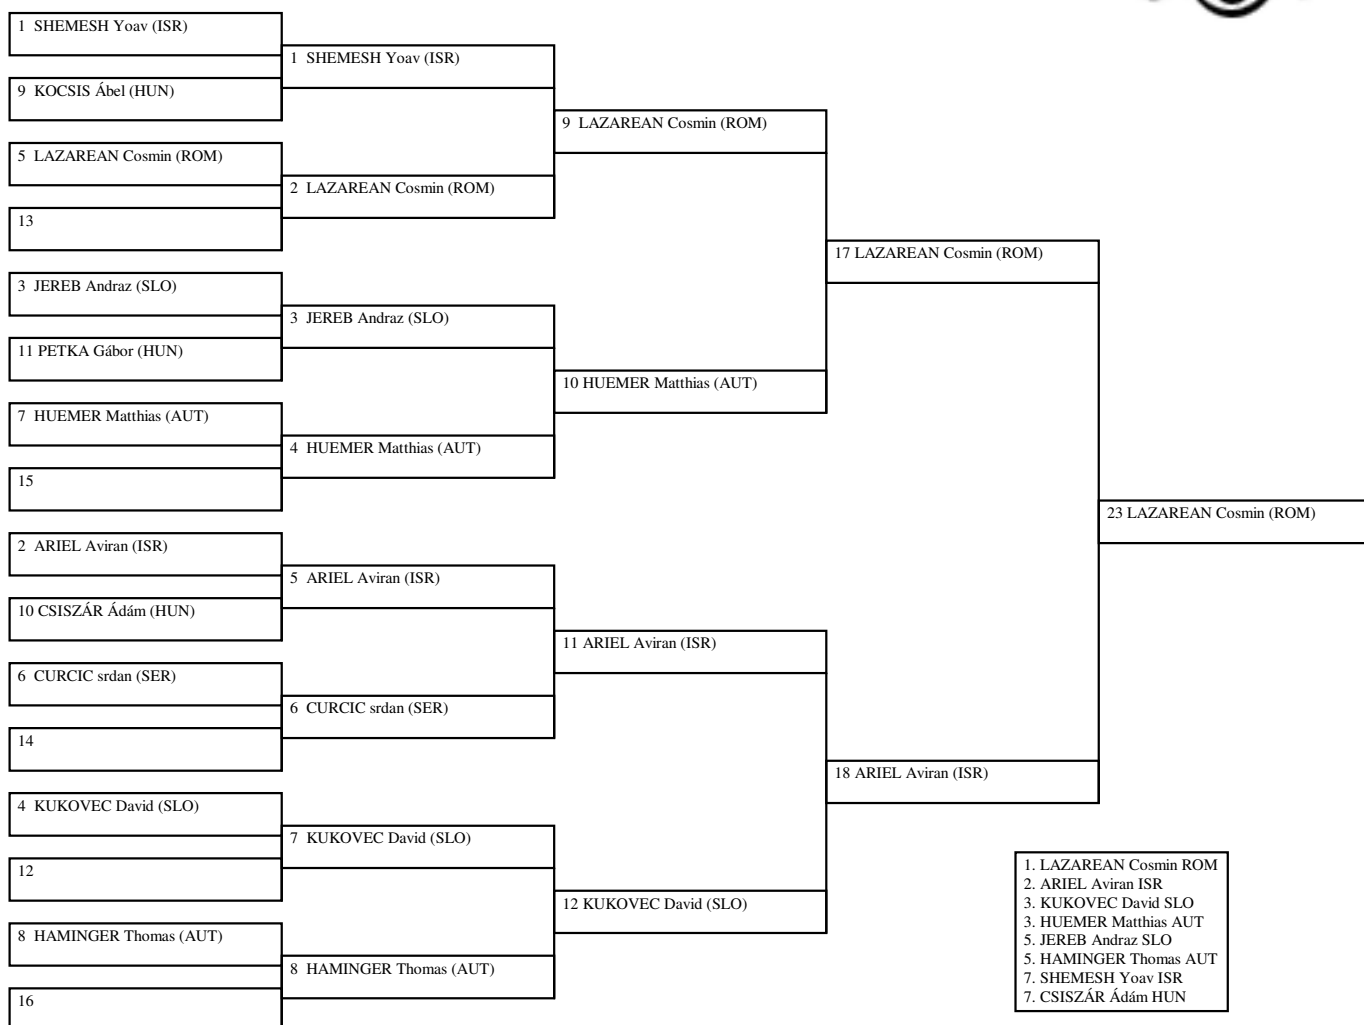 1 SHEMESH Yoav (ISR)
9 KOCSIS Ábel (HUN)
5 LAZAREAN Cosmin (ROM)
13
3 JEREB Andraz (SLO)
11 PETKA Gábor (HUN)
7 HUEMER Matthias (AUT)
15
2 ARIEL Aviran (ISR)
10 CSISZÁR Ádám (HUN)
6 CURCIC srdan (SER)
14
4 KUKOVEC David (SLO)
12
8 HAMINGER Thomas (AUT)
16
1 SHEMESH Yoav (ISR)
2 LAZAREAN Cosmin (ROM)
3 JEREB Andraz (SLO)
4 HUEMER Matthias (AUT)
5 ARIEL Aviran (ISR)
6 CURCIC srdan (SER)
7 KUKOVEC David (SLO)
8 HAMINGER Thomas (AUT)
9 LAZAREAN Cosmin (ROM)
10 HUEMER Matthias (AUT)
11 ARIEL Aviran (ISR)
12 KUKOVEC David (SLO)
17 LAZAREAN Cosmin (ROM)
18 ARIEL Aviran (ISR)
23 LAZAREAN Cosmin (ROM)
1. LAZAREAN Cosmin ROM
2. ARIEL Aviran ISR
3. KUKOVEC David SLO
3. HUEMER Matthias AUT
5. JEREB Andraz SLO
5. HAMINGER Thomas AUT
7. SHEMESH Yoav ISR
7. CSISZÁR Ádám HUN